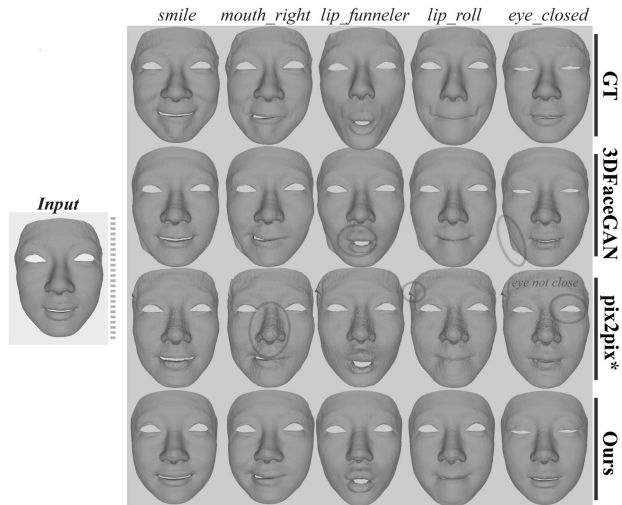 smile mouth_right lip_funneler lip_roll eye_closed
GT
3DFaceGAN
Input
eye not close
pix2pix*
Ours